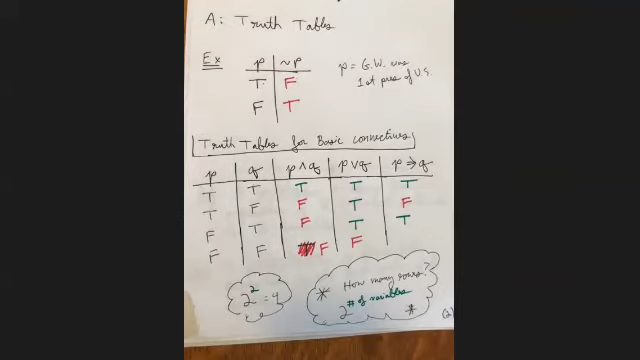 A: Truth Tables
Ex
p ~p
T F
F T
p = G.W. was
1st pres of U.S.
Truth Tables for Basic connectives
p q p ∧ q p ∨ q p ⇒ q
T T T T T
T F F T F
F T F T T
F F F F
2² = 4
* How many rows?
2^# of variables *
(2)